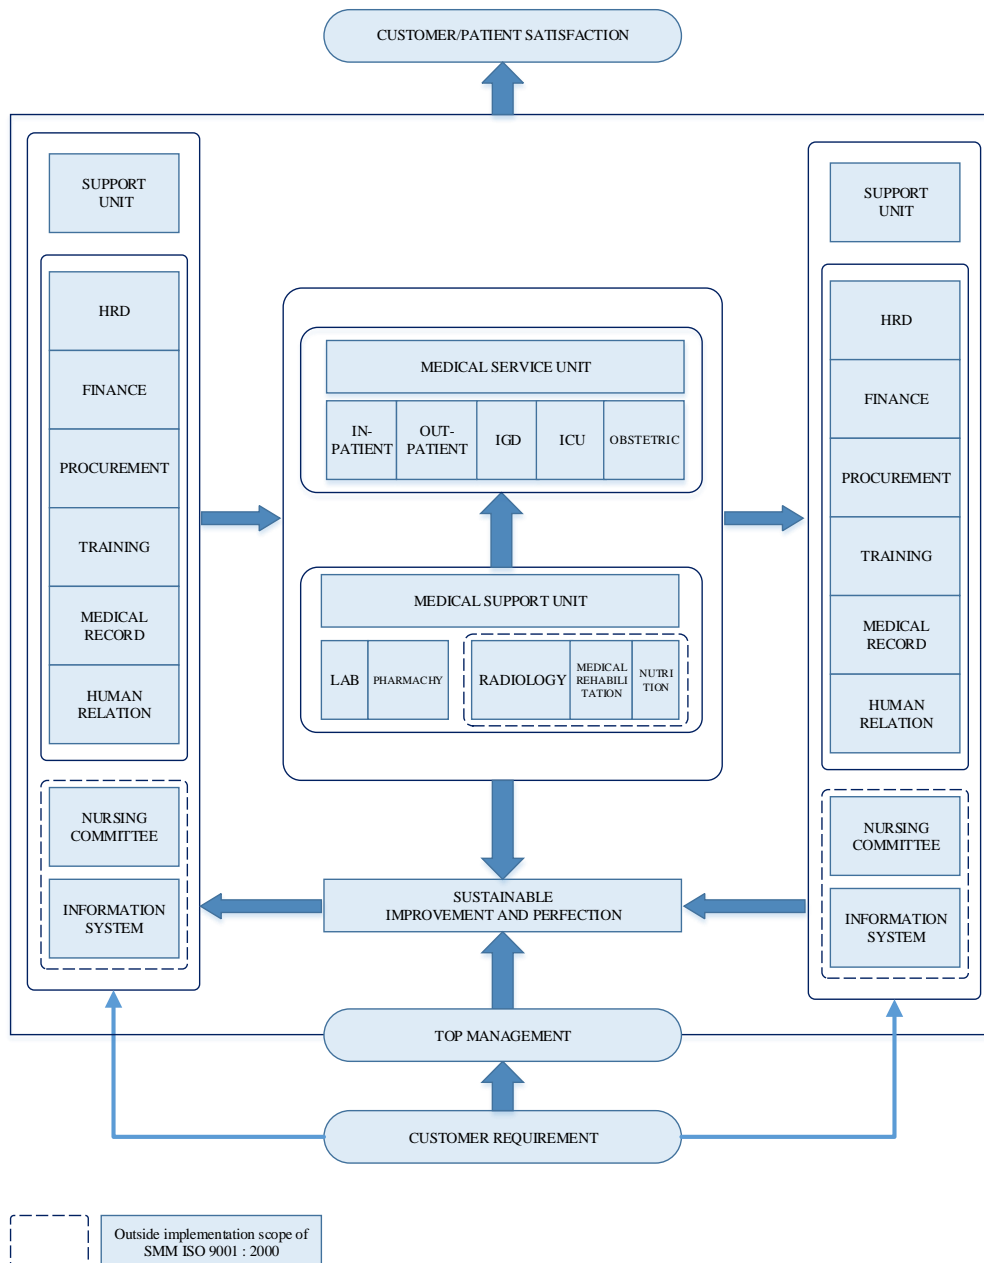 CUSTOMER/PATIENT SATISFACTION
SUPPORT
UNIT
HRD
FINANCE
PROCUREMENT
TRAINING
MEDICAL
RECORD
HUMAN
RELATION
NURSING
COMMITTEE
INFORMATION
SYSTEM
MEDICAL SERVICE UNIT
IN-
PATIENT
OUT-
PATIENT
IGD
ICU
OBSTETRIC
MEDICAL SUPPORT UNIT
LAB
PHARMACHY
RADIOLOGY
MEDICAL
REHABILI
TATION
NUTRI
TION
SUSTAINABLE
IMPROVEMENT AND PERFECTION
SUPPORT
UNIT
HRD
FINANCE
PROCUREMENT
TRAINING
MEDICAL
RECORD
HUMAN
RELATION
NURSING
COMMITTEE
INFORMATION
SYSTEM
TOP MANAGEMENT
CUSTOMER REQUIREMENT
Outside implementation scope of
SMM ISO 9001 : 2000